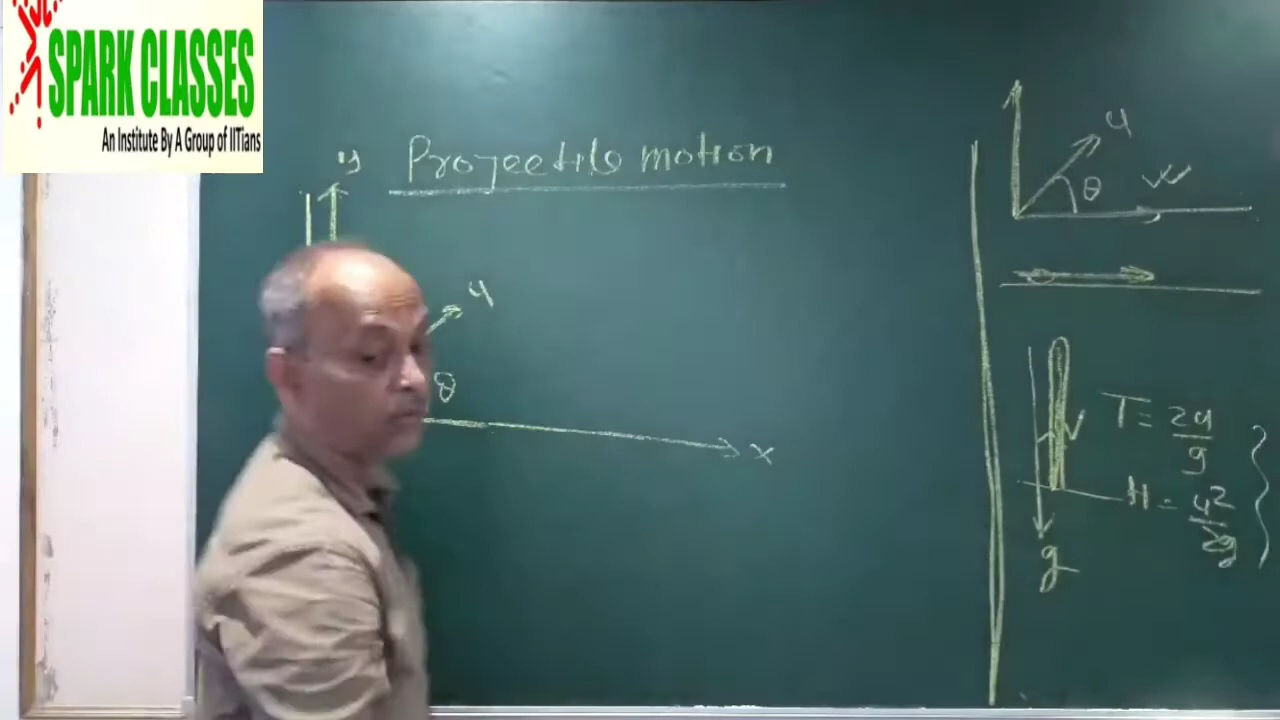 SPARK CLASSES
An Institute By A Group of IITians
y
Projectile motion
u
θ
x
u
θ
T = 2u/g
H = u²/2g
g